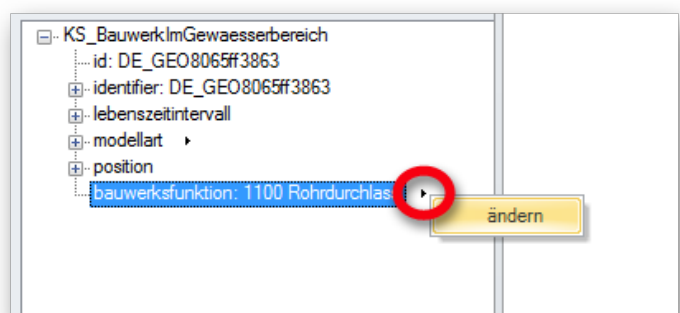 KS_BauwerkImGewaesserbereich
id: DE_GEO8065ff3863
identifier: DE_GEO8065ff3863
lebenszeitintervall
modellart
position
bauwerksfunktion: 1100 Rohrdurchlas
ändern